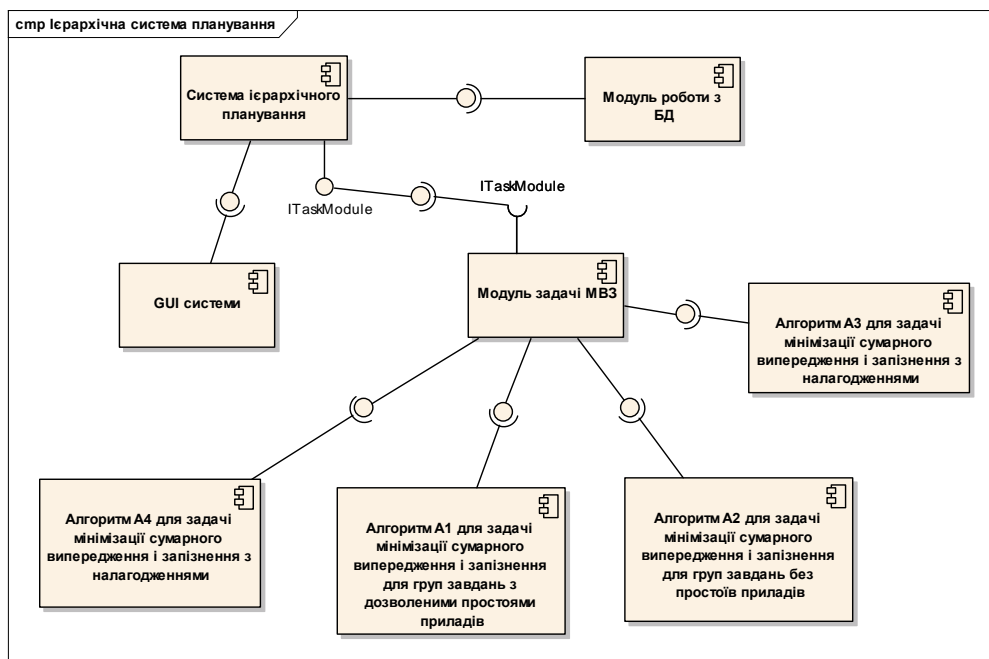 cmp Ієрархічна система планування
Система ієрархічного
планування
Модуль роботи з
БД
ITaskModule
ITaskModule
GUI системи
Модуль задачі МВЗ
Алгоритм А3 для задачі
мінімізації сумарного
випередження і запізнення з
налагодженнями
Алгоритм А4 для задачі
мінімізації сумарного
випередження і запізнення з
налагодженнями
Алгоритм А1 для задачі
мінімізації сумарного
випередження і запізнення
для груп завдань з
дозволеними простоями
приладів
Алгоритм А2 для задачі
мінімізації сумарного
випередження і запізнення
для груп завдань без
простоїв приладів